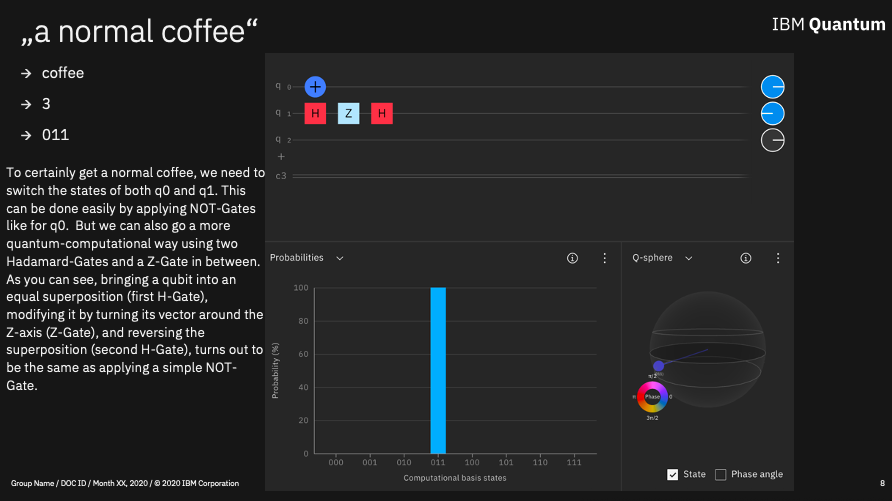 „a normal coffee“
IBM Quantum
→ coffee
→ 3
→ 011
To certainly get a normal coffee, we need to
switch the states of both q0 and q1. This
can be done easily by applying NOT-Gates
like for q0.  But we can also go a more
quantum-computational way using two
Hadamard-Gates and a Z-Gate in between.
As you can see, bringing a qubit into an
equal superposition (first H-Gate),
modifying it by turning its vector around the
Z-axis (Z-Gate), and reversing the
superposition (second H-Gate), turns out to
be the same as applying a simple NOT-
Gate.
q 0 +
q 1 H Z H
q 2
+
c3
Probabilities
Q-sphere
Probability (%)
100
80
60
40
20
0
000 001 010 011 100 101 110 111
Computational basis states
π/2
π Phase 0
3π/2
State Phase angle
Group Name / DOC ID / Month XX, 2020 / © 2020 IBM Corporation
8